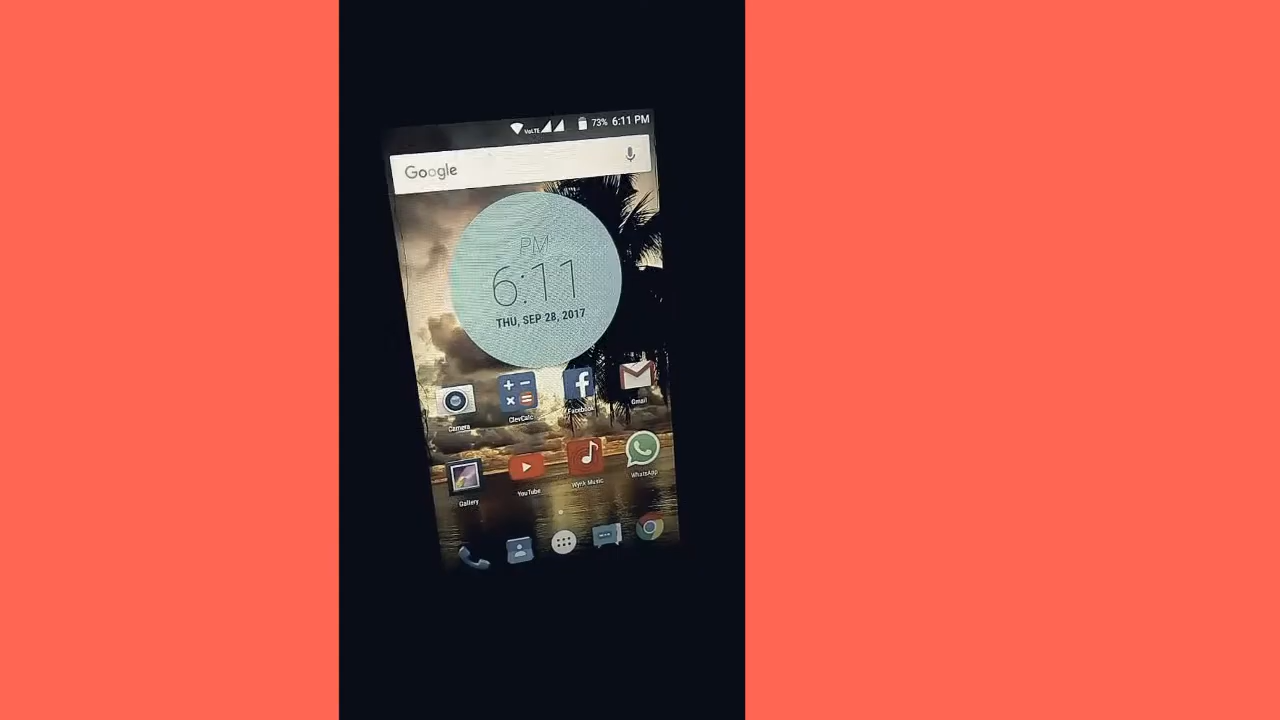 VoLTE 73% 6:11 PM
Google
PM
6:11
THU, SEP 28, 2017
Camera ClevCalc Facebook Gmail
Gallery YouTube Wynk Music WhatsApp